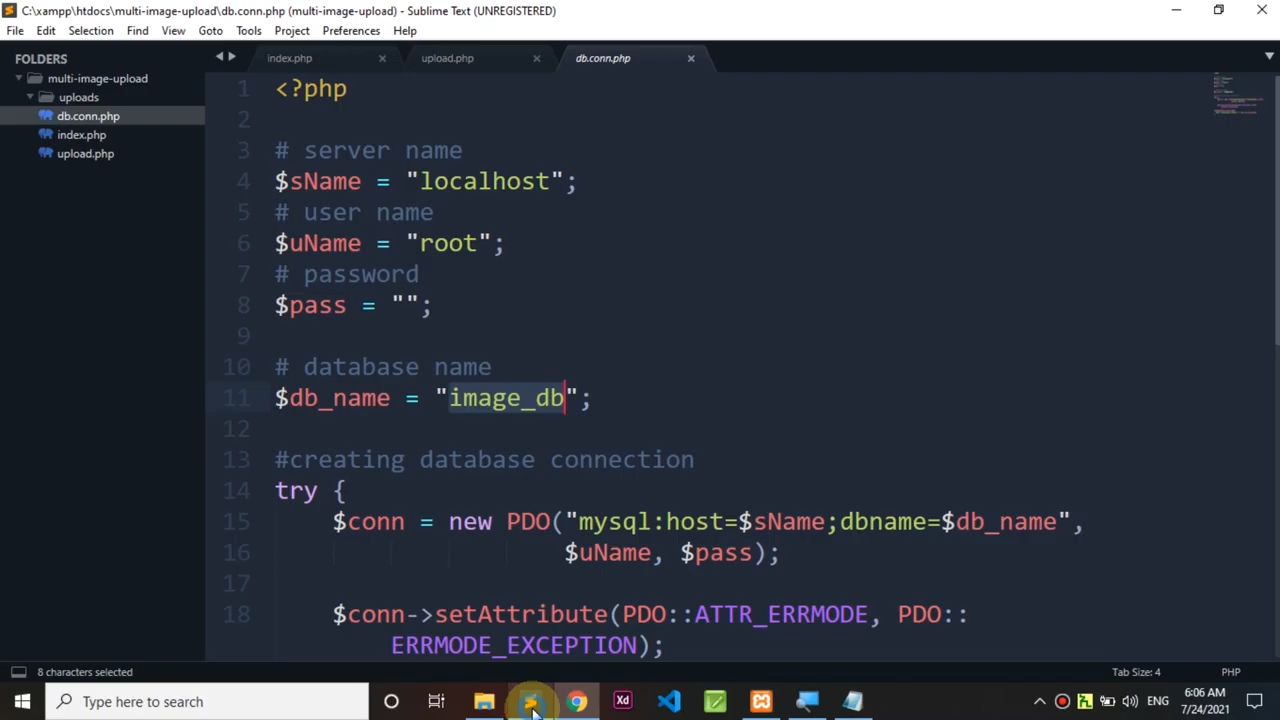 C:\xampp\htdocs\multi-image-upload\db.conn.php (multi-image-upload) - Sublime Text (UNREGISTERED)
File Edit Selection Find View Goto Tools Project Preferences Help
FOLDERS
multi-image-upload
uploads
db.conn.php
index.php
upload.php
index.php upload.php db.conn.php
1 <?php
2
3 # server name
4 $sName = "localhost";
5 # user name
6 $uName = "root";
7 # password
8 $pass = "";
9
10 # database name
11 $db_name = "image_db";
12
13 #creating database connection
14 try {
15 $conn = new PDO("mysql:host=$sName;dbname=$db_name",
16 $uName, $pass);
17
18 $conn->setAttribute(PDO::ATTR_ERRMODE, PDO::
ERRMODE_EXCEPTION);
8 characters selected Tab Size: 4 PHP
Type here to search Xd ENG 6:06 AM
7/24/2021